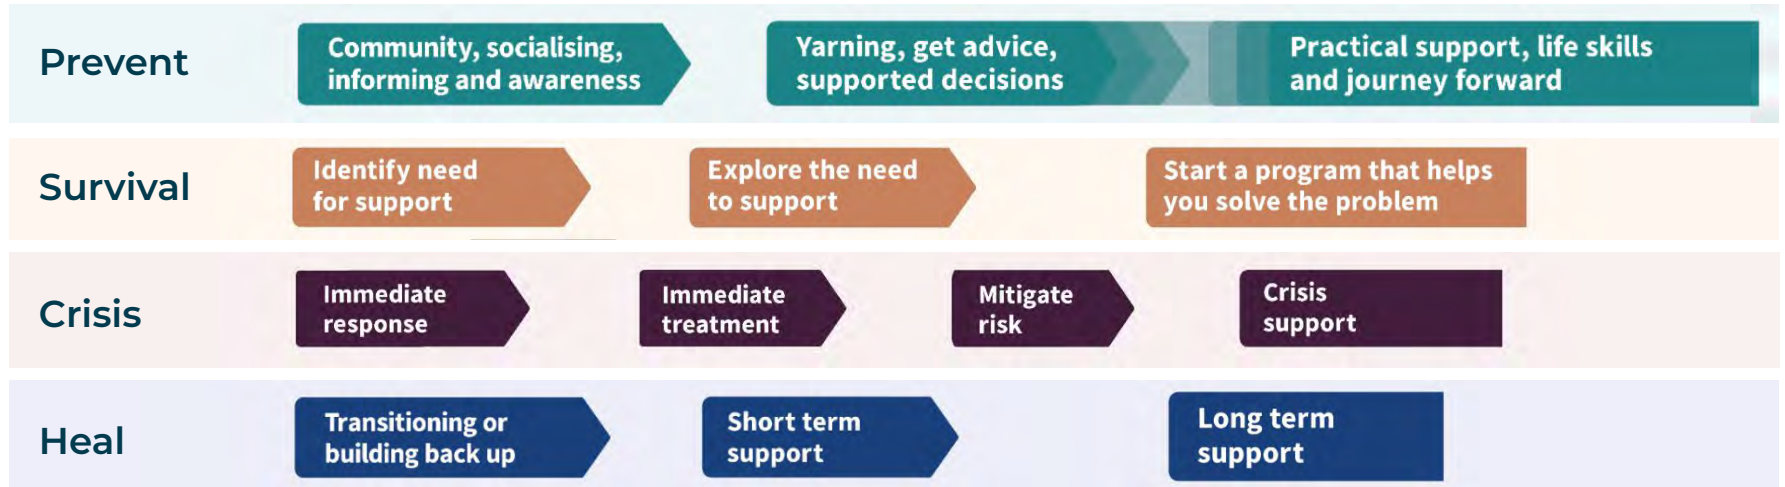 Prevent
Community, socialising,
informing and awareness
Yarning, get advice,
supported decisions
Practical support, life skills
and journey forward
Survival
Identify need
for support
Explore the need
to support
Start a program that helps
you solve the problem
Crisis
Immediate
response
Immediate
treatment
Mitigate
risk
Crisis
support
Heal
Transitioning or
building back up
Short term
support
Long term
support